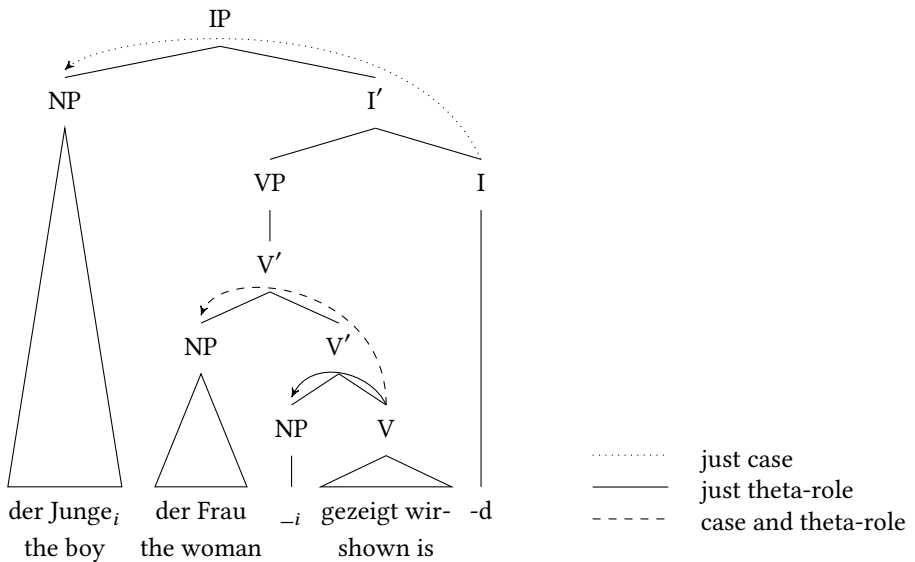 IP
NP I′
VP I
V′
NP V′
NP V
der Junge_i der Frau _i gezeigt wir- -d
the boy the woman shown is
just case
just theta-role
case and theta-role